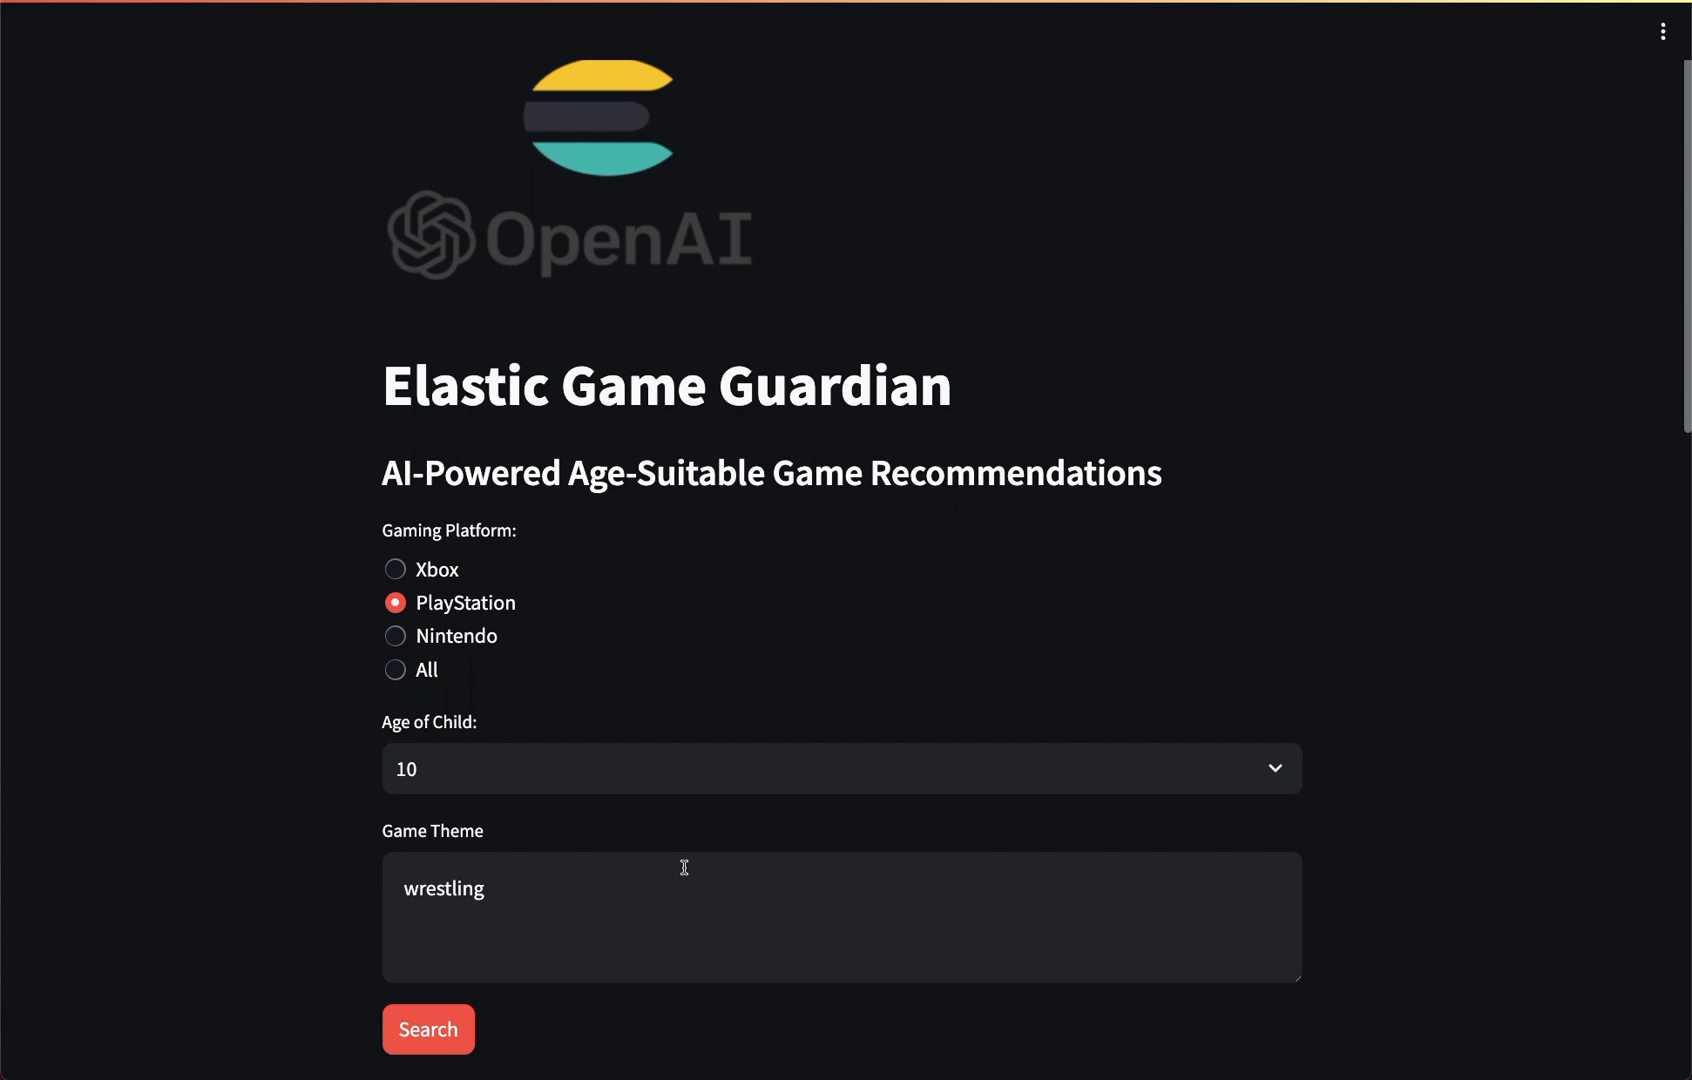 OpenAI
Elastic Game Guardian
AI-Powered Age-Suitable Game Recommendations
Gaming Platform:
Xbox
PlayStation
Nintendo
All
Age of Child:
10
Game Theme
wrestling
Search